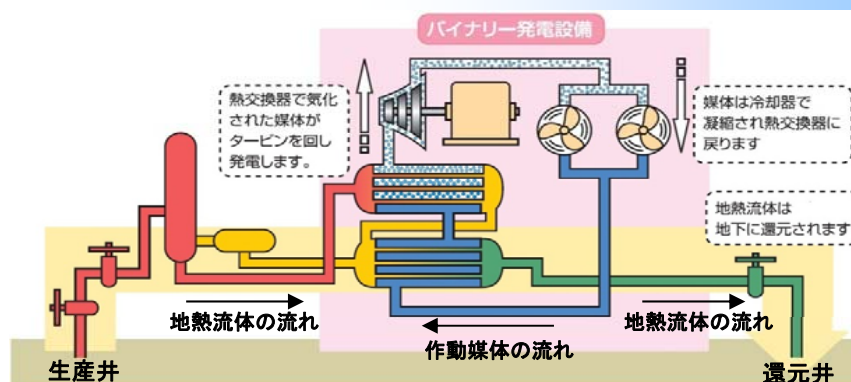 バイナリー発電設備
熱交換器で気化
された媒体が
タービンを回し
発電します。
媒体は冷却器で
凝縮され熱交換器に
戻ります
地熱流体は
地下に還元されます
地熱流体の流れ
地熱流体の流れ
作動媒体の流れ
生産井
還元井